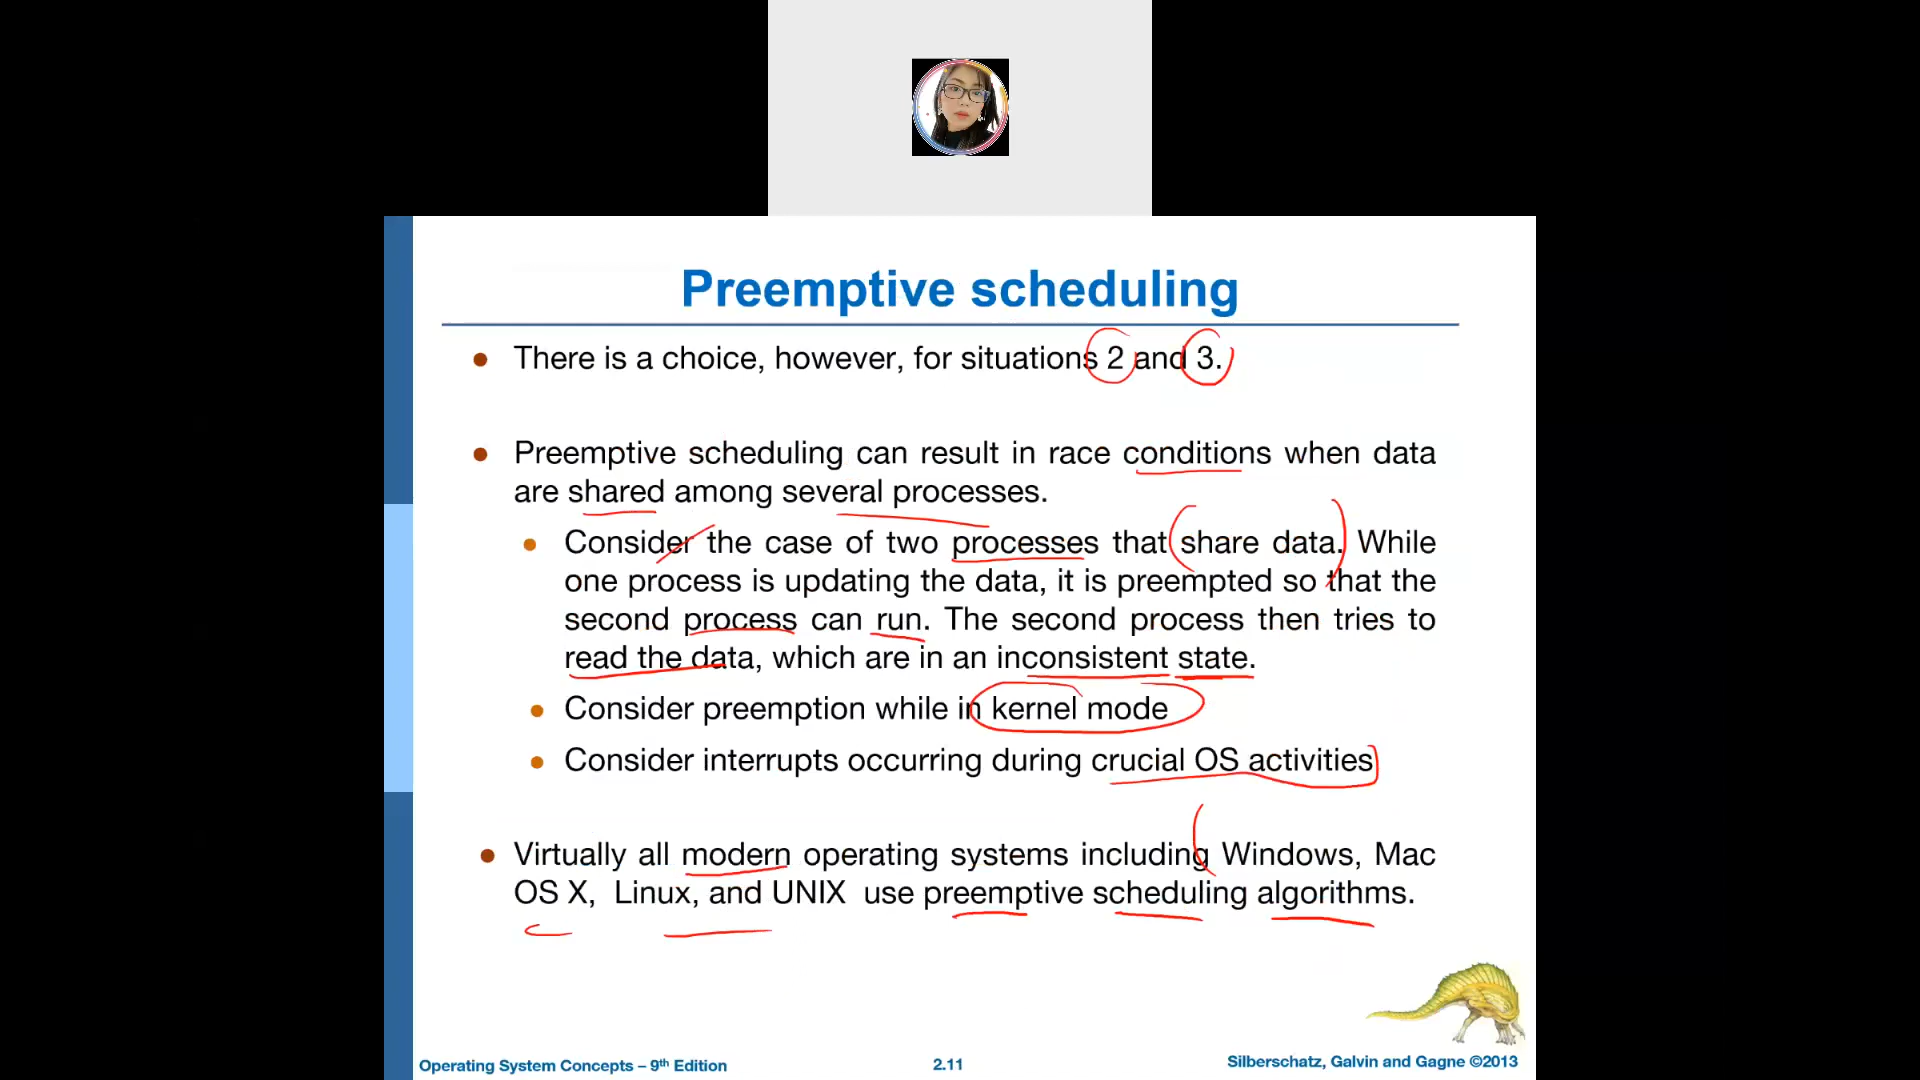 Preemptive scheduling
There is a choice, however, for situations 2 and 3.
Preemptive scheduling can result in race conditions when data
are shared among several processes.
Consider the case of two processes that share data. While
one process is updating the data, it is preempted so that the
second process can run. The second process then tries to
read the data, which are in an inconsistent state.
Consider preemption while in kernel mode
Consider interrupts occurring during crucial OS activities
Virtually all modern operating systems including Windows, Mac
OS X, Linux, and UNIX use preemptive scheduling algorithms.
Operating System Concepts – 9th Edition
2.11
Silberschatz, Galvin and Gagne ©2013